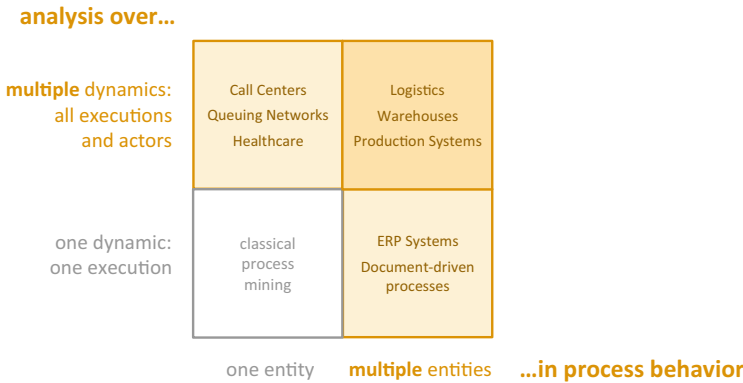 analysis over...
multiple dynamics:
all executions
and actors
Call Centers
Queuing Networks
Healthcare
Logistics
Warehouses
Production Systems
one dynamic:
one execution
classical
process
mining
ERP Systems
Document-driven
processes
one entity
multiple entities
...in process behavior